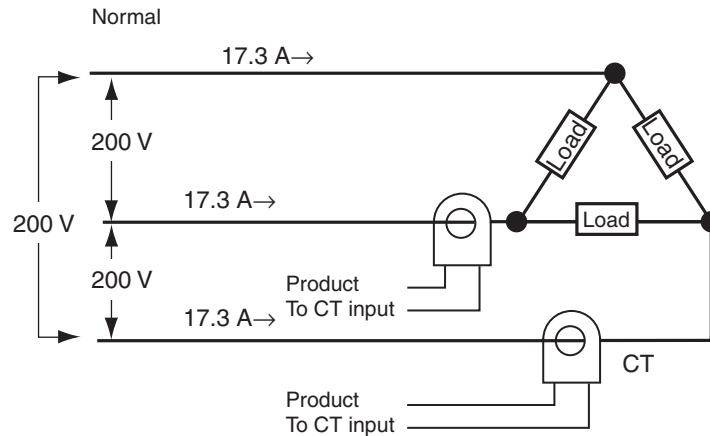 Normal
17.3 A→
200 V
Load
Load
17.3 A→
200 V
Load
200 V
Product
To CT input
17.3 A→
CT
Product
To CT input